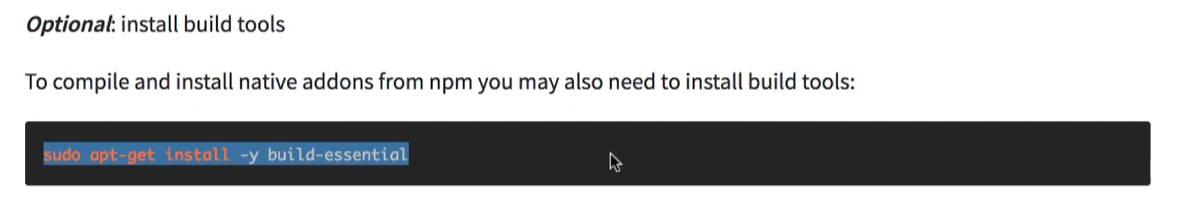 Optional: install build tools
To compile and install native addons from npm you may also need to install build tools:
sudo apt-get install -y build-essential